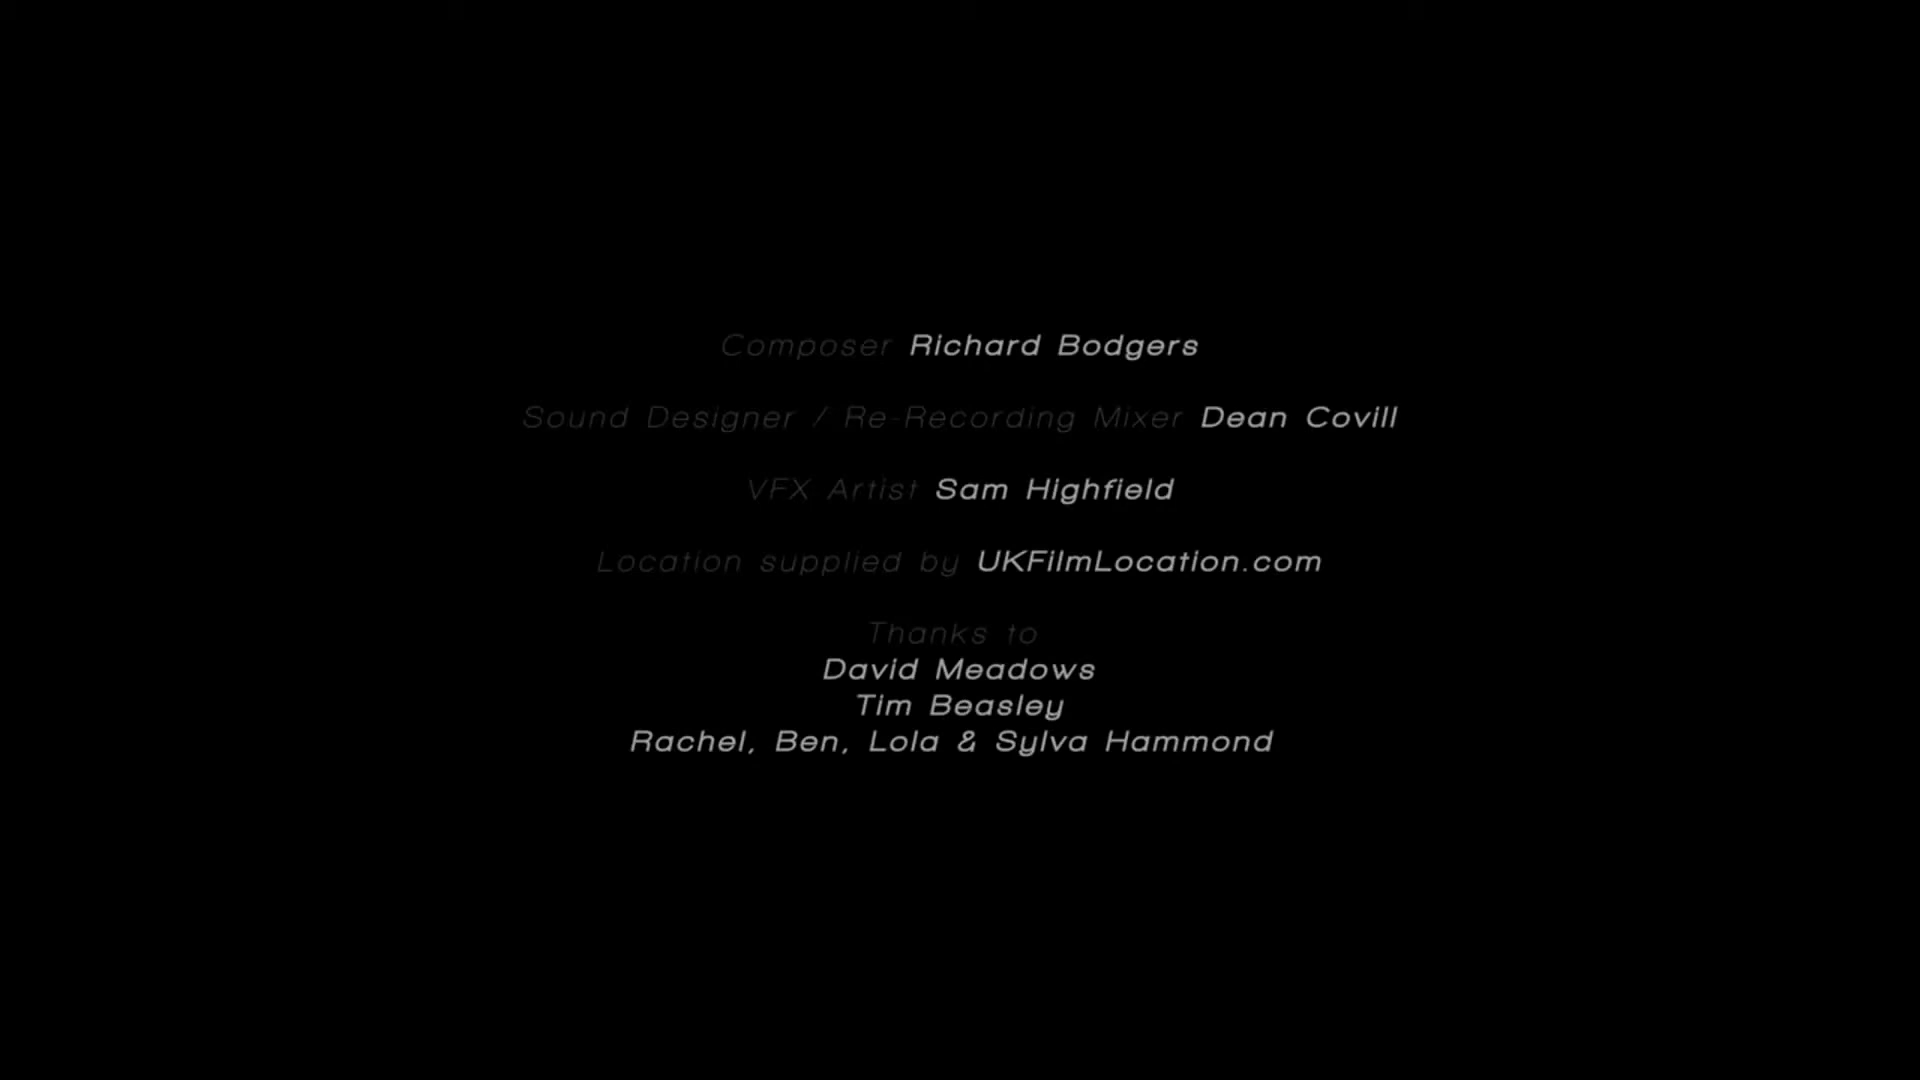 Composer Richard Bodgers
Sound Designer / Re-Recording Mixer Dean Covill
VFX Artist Sam Highfield
Location supplied by UKFilmLocation.com
Thanks to
David Meadows
Tim Beasley
Rachel, Ben, Lola & Sylva Hammond